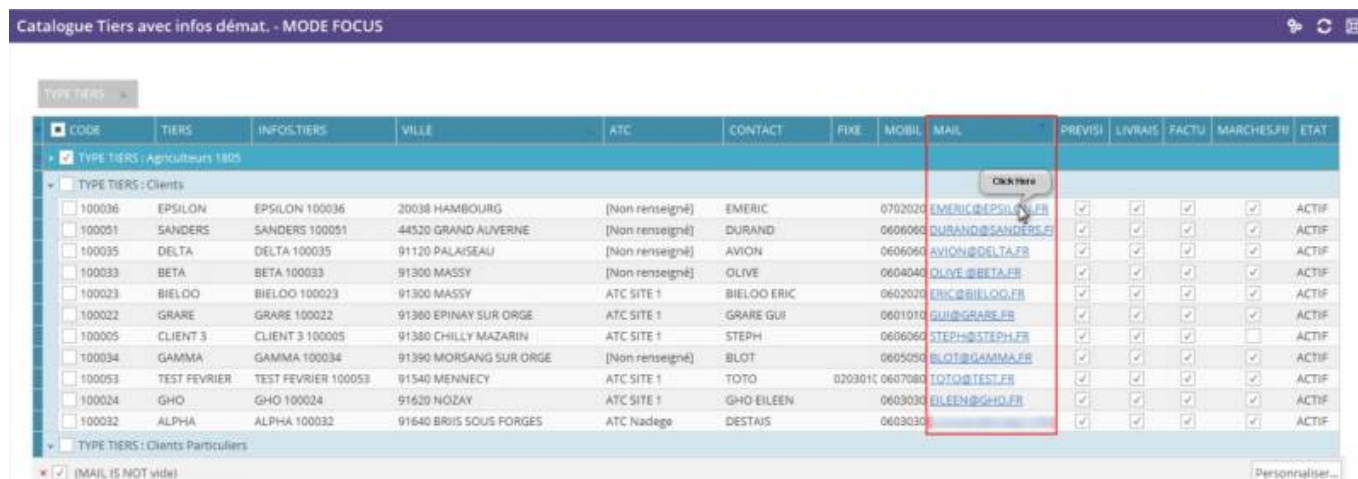 Catalogue Tiers avec infos démat. - MODE FOCUS
TYPE TIERS
CODE TIERS INFOS.TIERS VILLE ATC CONTACT FIXE MOBIL MAIL PREVISI LIVRAIS FACTU MARCHES.FII ETAT
TYPE TIERS : Agriculteurs 1805
TYPE TIERS : Clients
Click Here
100036 EPSILON EPSILON 100036 20038 HAMBOURG [Non renseigné] EMERIC 0702020 EMERIC@EPSILON.FR ACTIF
100051 SANDERS SANDERS 100051 44520 GRAND AUVERNE [Non renseigné] DURAND 0606060 DURAND@SANDERS.FI ACTIF
100035 DELTA DELTA 100035 91120 PALAISEAU [Non renseigné] AVION 0606060 AVION@DELTA.FR ACTIF
100033 BETA BETA 100033 91300 MASSY [Non renseigné] OLIVE 0604040 OLIVE @BETA.FR ACTIF
100023 BIELOO BIELOO 100023 91300 MASSY ATC SITE 1 BIELOO ERIC 0602020 ERIC@BIELOO.FR ACTIF
100022 GRARE GRARE 100022 91360 EPINAY SUR ORGE ATC SITE 1 GRARE GUI 0601010 GUI@GRARE.FR ACTIF
100005 CLIENT 3 CLIENT 3 100005 91380 CHILLY MAZARIN ATC SITE 1 STEPH 0606060 STEPH@STEPH.FR ACTIF
100034 GAMMA GAMMA 100034 91390 MORSANG SUR ORGE [Non renseigné] BLOT 0605050 BLOT@GAMMA.FR ACTIF
100053 TEST FEVRIER TEST FEVRIER 100053 91540 MENNECY ATC SITE 1 TOTO 020301C 0607080 TOTO@TEST.FR ACTIF
100024 GHO GHO 100024 91620 NOZAY ATC SITE 1 GHO EILEEN 0603030 EILEEN@GHO.FR ACTIF
100032 ALPHA ALPHA 100032 91640 BRIIS SOUS FORGES ATC Nadege DESTAIS 0603030 ACTIF
TYPE TIERS : Clients Particuliers
(MAIL IS NOT vide) Personnaliser...